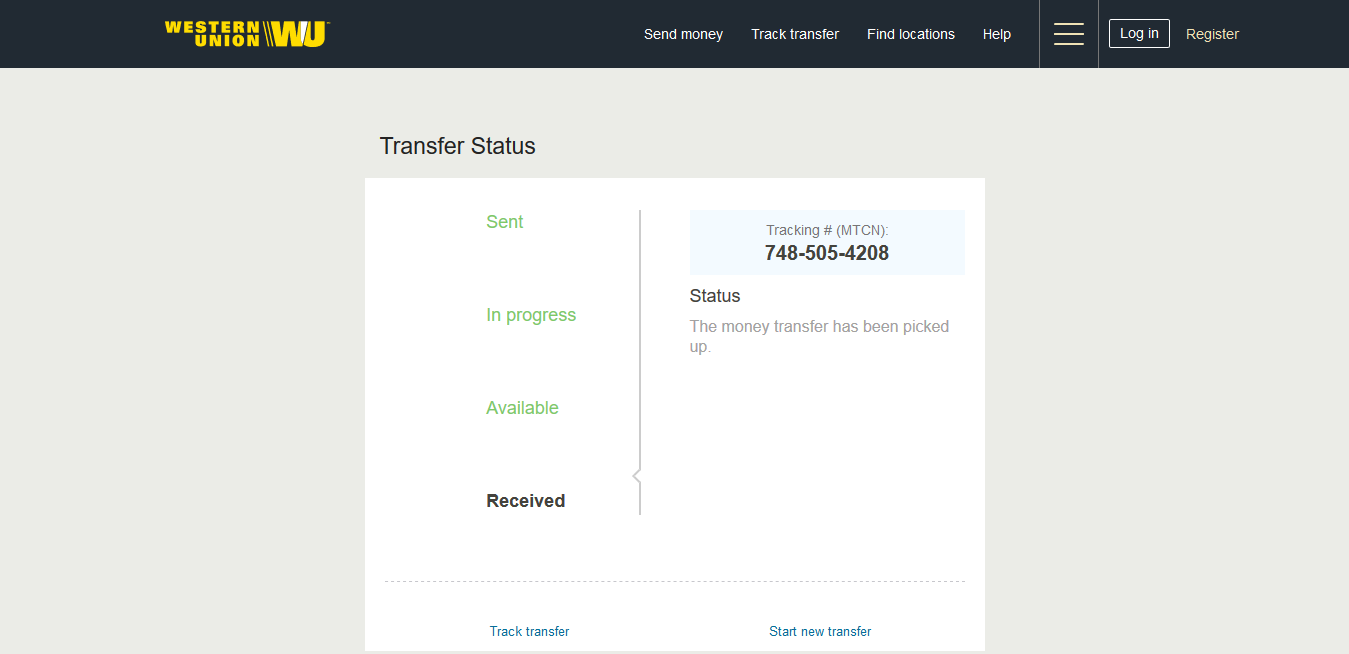 WESTERN
UNION WU
Send money
Track transfer
Find locations
Help
Log in
Register
Transfer Status
Sent
In progress
Available
Received
Tracking # (MTCN):
748-505-4208
Status
The money transfer has been picked
up.
Track transfer
Start new transfer